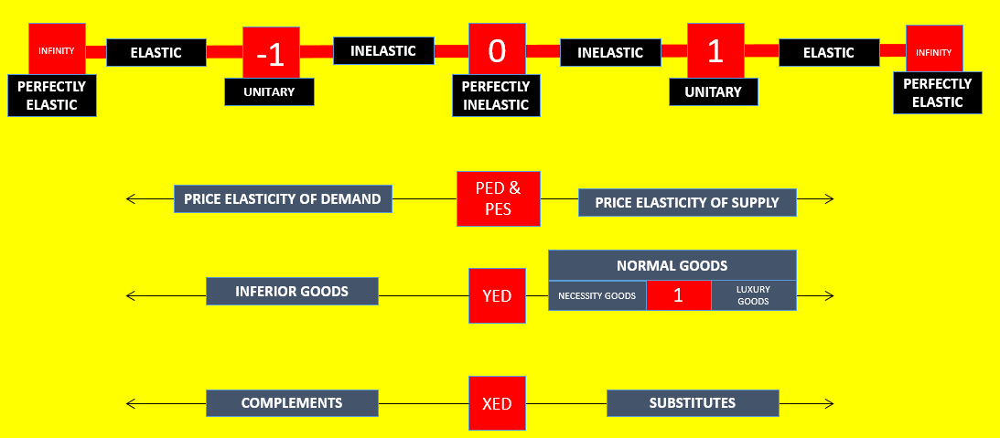 INFINITY
ELASTIC
-1
INELASTIC
0
INELASTIC
1
ELASTIC
INFINITY
PERFECTLY
ELASTIC
UNITARY
PERFECTLY
INELASTIC
UNITARY
PERFECTLY
ELASTIC
PRICE ELASTICITY OF DEMAND
PED &
PES
PRICE ELASTICITY OF SUPPLY
INFERIOR GOODS
YED
NORMAL GOODS
NECESSITY GOODS
1
LUXURY
GOODS
COMPLEMENTS
XED
SUBSTITUTES